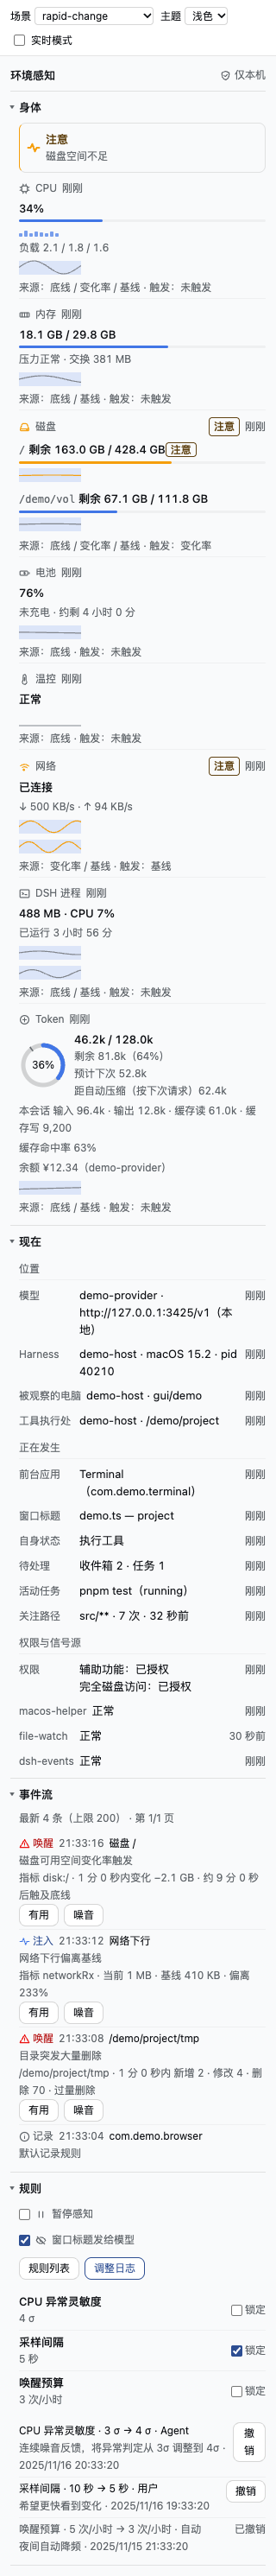 场景 rapid-change 主题 浅色
实时模式
环境感知 仅本机
身体
注意
磁盘空间不足
CPU 刚刚
34%
负载 2.1 / 1.8 / 1.6
来源：底线 / 变化率 / 基线 · 触发：未触发
内存 刚刚
18.1 GB / 29.8 GB
压力正常 · 交换 381 MB
来源：底线 / 基线 · 触发：未触发
磁盘 注意 刚刚
/ 剩余 163.0 GB / 428.4 GB 注意
/demo/vol 剩余 67.1 GB / 111.8 GB
来源：底线 / 变化率 / 基线 · 触发：变化率
电池 刚刚
76%
未充电 · 约剩 4 小时 0 分
来源：底线 / 基线 · 触发：未触发
温控 刚刚
正常
来源：底线 · 触发：未触发
网络 注意 刚刚
已连接
↓ 500 KB/s · ↑ 94 KB/s
来源：变化率 / 基线 · 触发：基线
DSH 进程 刚刚
488 MB · CPU 7%
已运行 3 小时 56 分
来源：底线 / 基线 · 触发：未触发
Token 刚刚
36%
46.2k / 128.0k
剩余 81.8k（64%）
预计下次 52.8k
距自动压缩（按下次请求）62.4k
本会话 输入 96.4k · 输出 12.8k · 缓存读 61.0k · 缓
存写 9,200
缓存命中率 63%
余额 ¥12.34（demo-provider）
来源：底线 / 基线 · 触发：未触发
现在
位置
模型 demo-provider · 刚刚
http://127.0.0.1:3425/v1（本
地）
Harness demo-host · macOS 15.2 · pid 刚刚
40210
被观察的电脑 demo-host · gui/demo 刚刚
工具执行处 demo-host · /demo/project 刚刚
正在发生
前台应用 Terminal 刚刚
（com.demo.terminal）
窗口标题 demo.ts — project 刚刚
自身状态 执行工具 刚刚
待处理 收件箱 2 · 任务 1 刚刚
活动任务 pnpm test（running） 刚刚
关注路径 src/** · 7 次 · 32 秒前 刚刚
权限与信号源
权限 辅助功能：已授权 刚刚
完全磁盘访问：已授权
macos-helper 正常 刚刚
file-watch 正常 30 秒前
dsh-events 正常 刚刚
事件流
最新 4 条（上限 200） · 第 1/1 页
唤醒 21:33:16 磁盘 /
磁盘可用空间变化率触发
指标 disk:/ · 1 分 0 秒内变化 −2.1 GB · 约 9 分 0 秒
后触及底线
有用 噪音
注入 21:33:12 网络下行
网络下行偏离基线
指标 networkRx · 当前 1 MB · 基线 410 KB · 偏离
233%
有用 噪音
唤醒 21:33:08 /demo/project/tmp
目录突发大量删除
/demo/project/tmp · 1 分 0 秒内 新增 2 · 修改 4 · 删
除 70 · 过量删除
有用 噪音
记录 21:33:04 com.demo.browser
默认记录规则
规则
暂停感知
窗口标题发给模型
规则列表 调整日志
CPU 异常灵敏度
4 σ 锁定
采样间隔
5 秒 锁定
唤醒预算
3 次/小时 锁定
CPU 异常灵敏度 · 3 σ → 4 σ · Agent 撤销
连续噪音反馈，将异常判定从 3σ 调整到 4σ ·
2025/11/16 20:33:20
采样间隔 · 10 秒 → 5 秒 · 用户 撤销
希望更快看到变化 · 2025/11/16 19:33:20
唤醒预算 · 5 次/小时 → 3 次/小时 · 自动 已撤销
夜间自动降频 · 2025/11/15 21:33:20